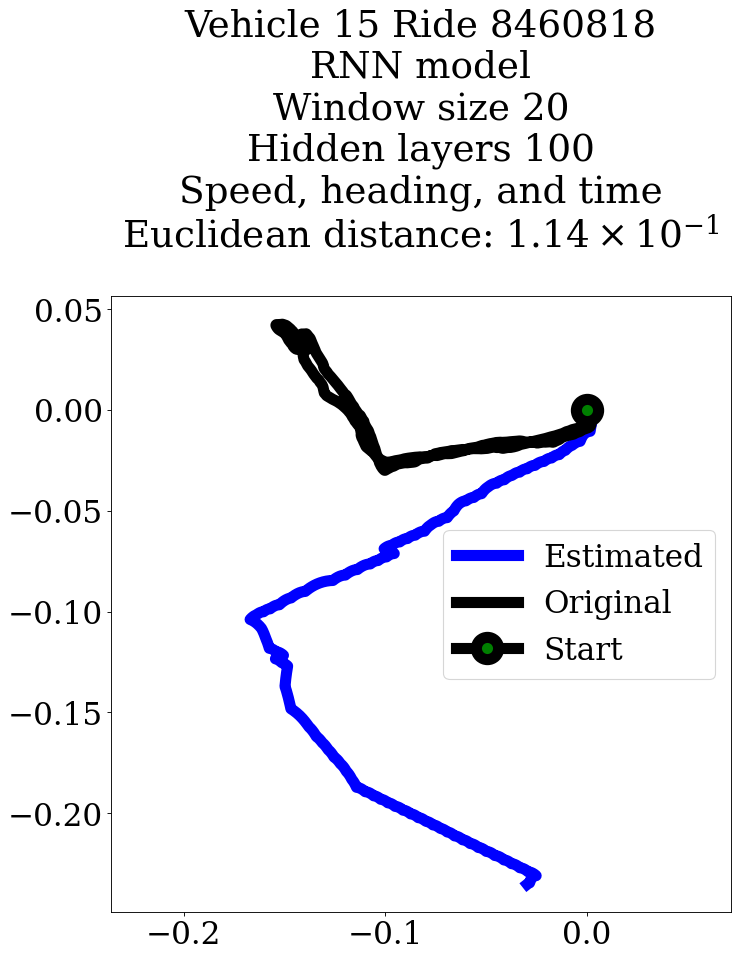 Vehicle 15 Ride 8460818
RNN model
Window size 20
Hidden layers 100
Speed, heading, and time
Euclidean distance: 1.14 × 10⁻¹
0.05
0.00
−0.05
−0.10
−0.15
−0.20
Estimated
Original
Start
−0.2
−0.1
0.0